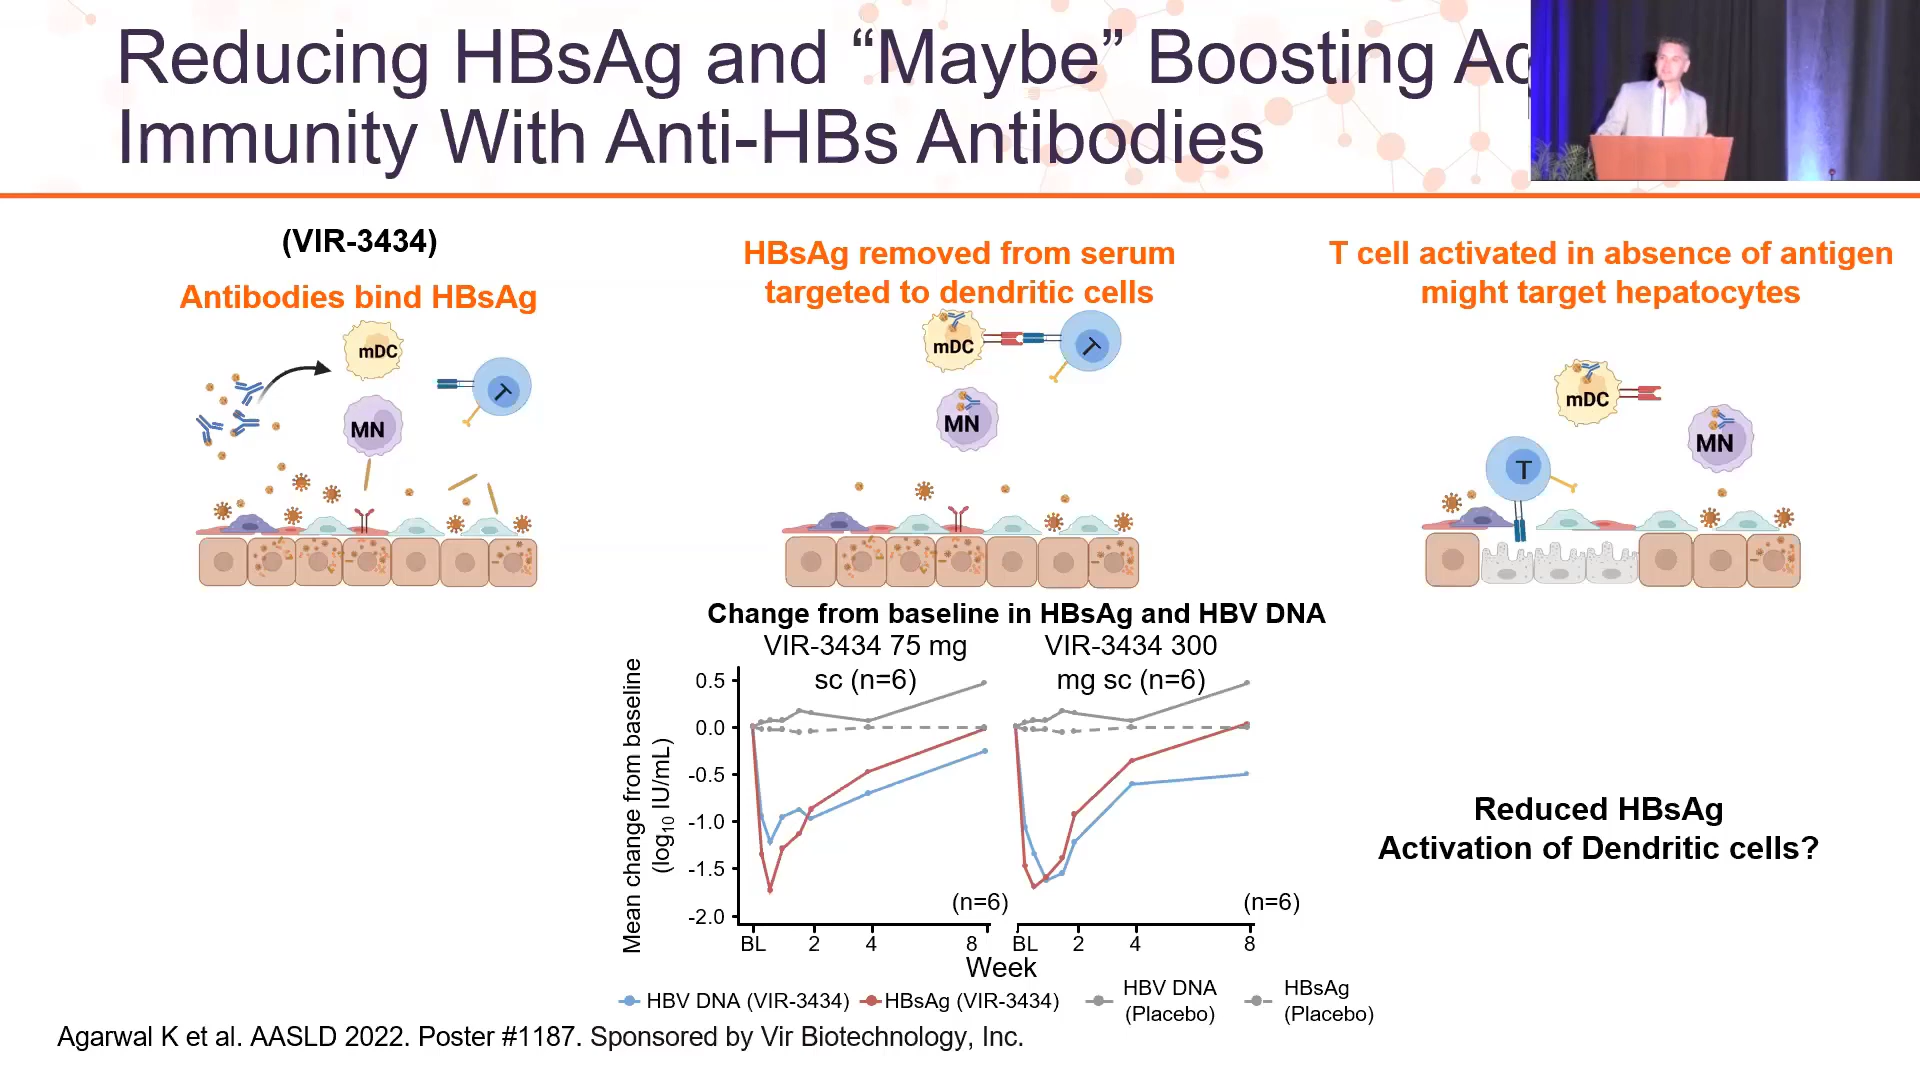 Reducing HBsAg and “Maybe” Boosting
Immunity With Anti-HBs Antibodies
(VIR-3434)
Antibodies bind HBsAg
mDC
T
MN
HBsAg removed from serum
targeted to dendritic cells
mDC
T
MN
T cell activated in absence of antigen
might target hepatocytes
mDC
MN
T
Change from baseline in HBsAg and HBV DNA
VIR-3434 75 mg
sc (n=6)
VIR-3434 300
mg sc (n=6)
Mean change from baseline
(log10 IU/mL)
0.5
0.0
-0.5
-1.0
-1.5
-2.0
(n=6)
(n=6)
BL 2 4 8
BL 2 4 8
Week
HBV DNA (VIR-3434)
HBsAg (VIR-3434)
HBV DNA
(Placebo)
HBsAg
(Placebo)
Reduced HBsAg
Activation of Dendritic cells?
Agarwal K et al. AASLD 2022. Poster #1187. Sponsored by Vir Biotechnology, Inc.